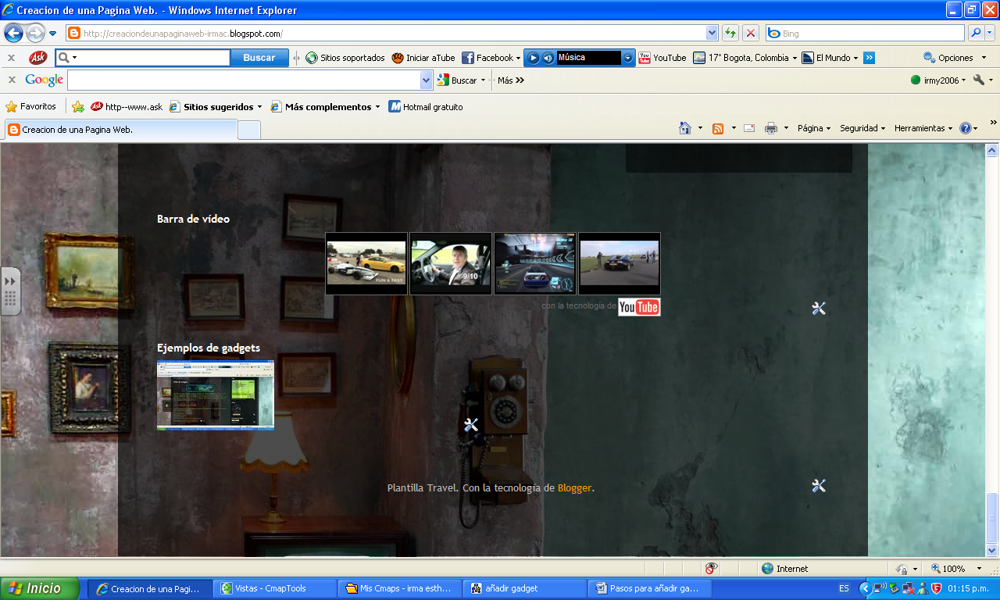 Creacion de una Pagina Web. - Windows Internet Explorer
http://creaciondeunapaginaweb-irmac.blogspot.com/
Bing
Ask
Buscar
Sitios soportados
Iniciar aTube
Facebook
Música
YouTube
17° Bogota, Colombia
El Mundo
Opciones
Google
Buscar
Más
irmy2006
Favoritos
http--www.ask
Sitios sugeridos
Más complementos
Hotmail gratuito
Creacion de una Pagina Web.
Página
Seguridad
Herramientas
Barra de vídeo
FUN & FAST
9/10
con la tecnología de YouTube
Ejemplos de gadgets
Plantilla Travel. Con la tecnología de Blogger.
Internet
100%
Inicio
Creacion de una Pagi...
Vistas - CmapTools
Mis Cmaps - irma esth...
añadir gadget
Pasos para añadir ga...
ES
01:15 p.m.